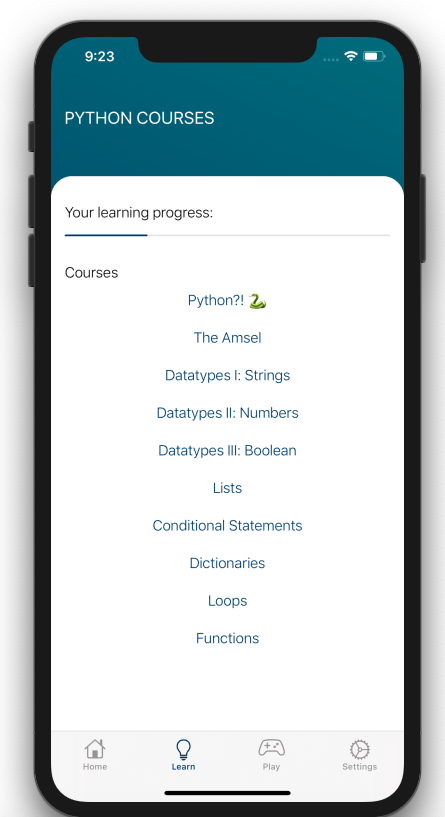 9:23
PYTHON COURSES
Your learning progress:
Courses
Python?! 🐍
The Amsel
Datatypes I: Strings
Datatypes II: Numbers
Datatypes III: Boolean
Lists
Conditional Statements
Dictionaries
Loops
Functions
Home Learn Play Settings